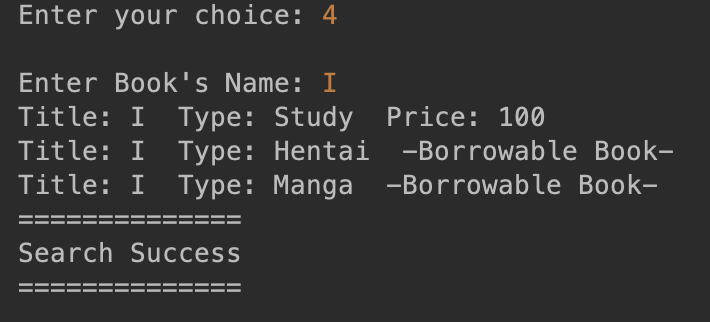 Enter your choice: 4
Enter Book's Name: I
Title: I  Type: Study  Price: 100
Title: I  Type: Hentai  -Borrowable Book-
Title: I  Type: Manga  -Borrowable Book-
==============
Search Success
==============